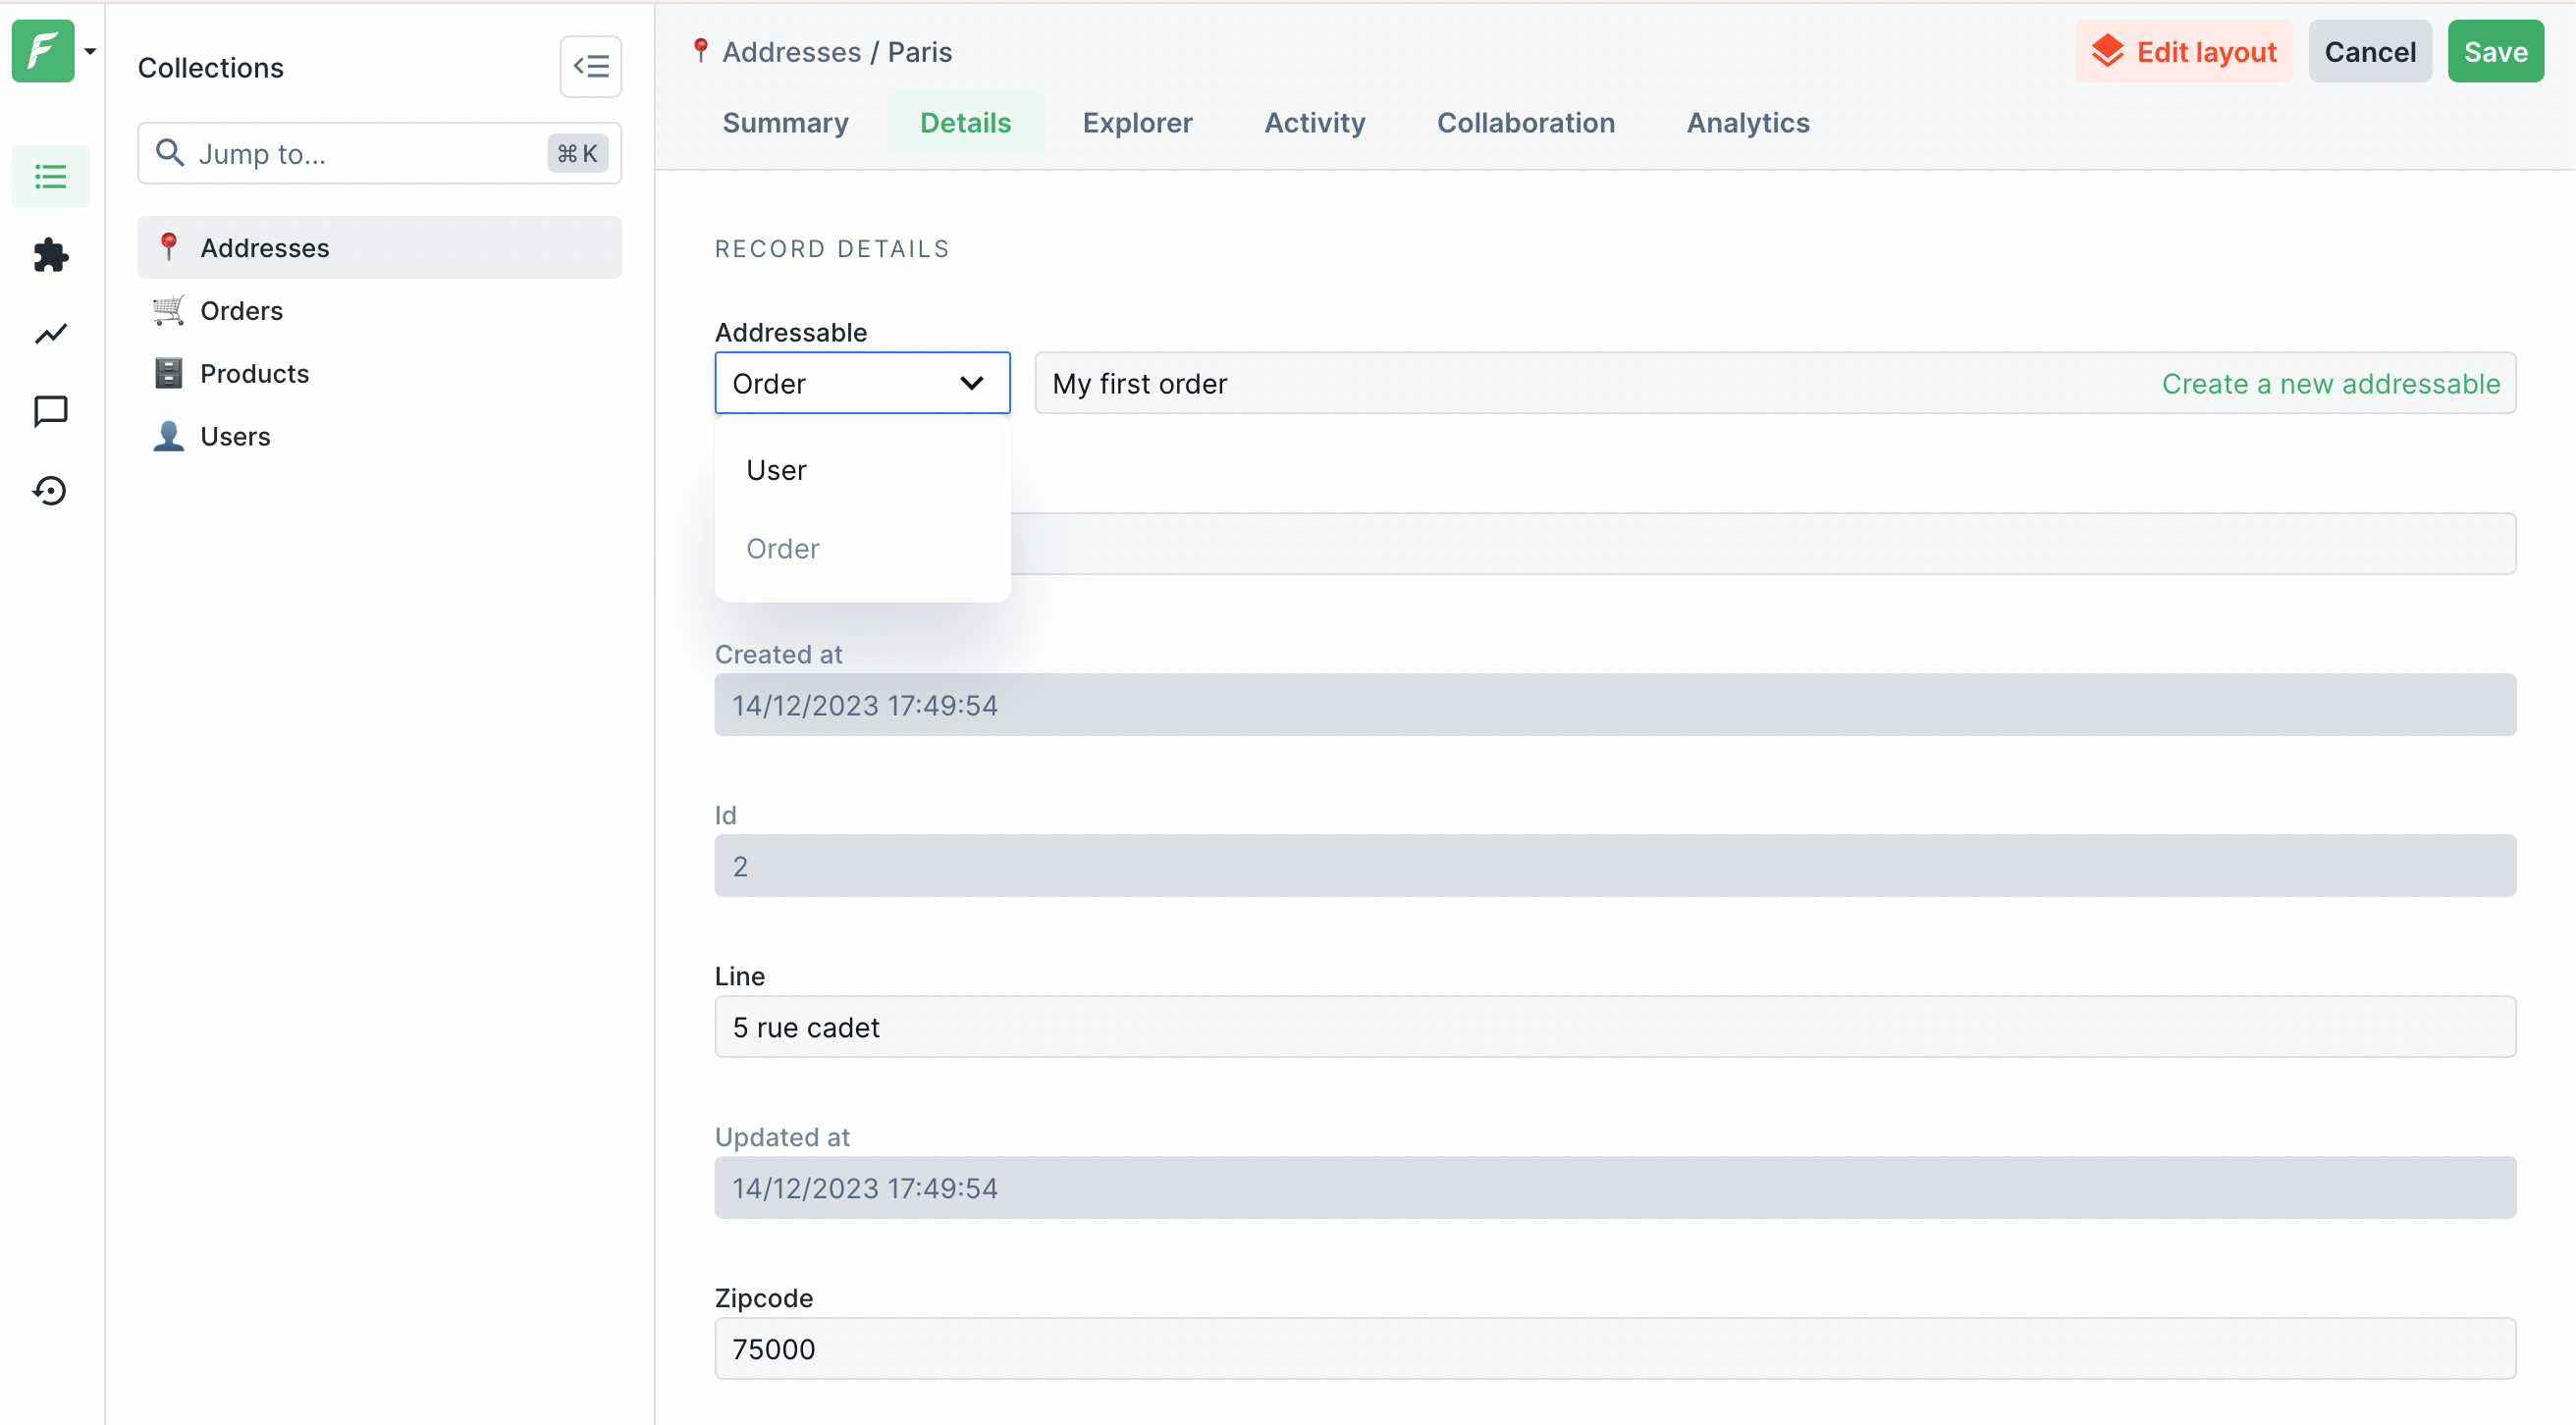 Collections
Jump to...
⌘ K
Addresses
Orders
Products
Users
Addresses / Paris
Edit layout
Cancel
Save
Summary
Details
Explorer
Activity
Collaboration
Analytics
RECORD DETAILS
Addressable
Order
My first order
Create a new addressable
User
Order
Created at
14/12/2023 17:49:54
Id
2
Line
5 rue cadet
Updated at
14/12/2023 17:49:54
Zipcode
75000